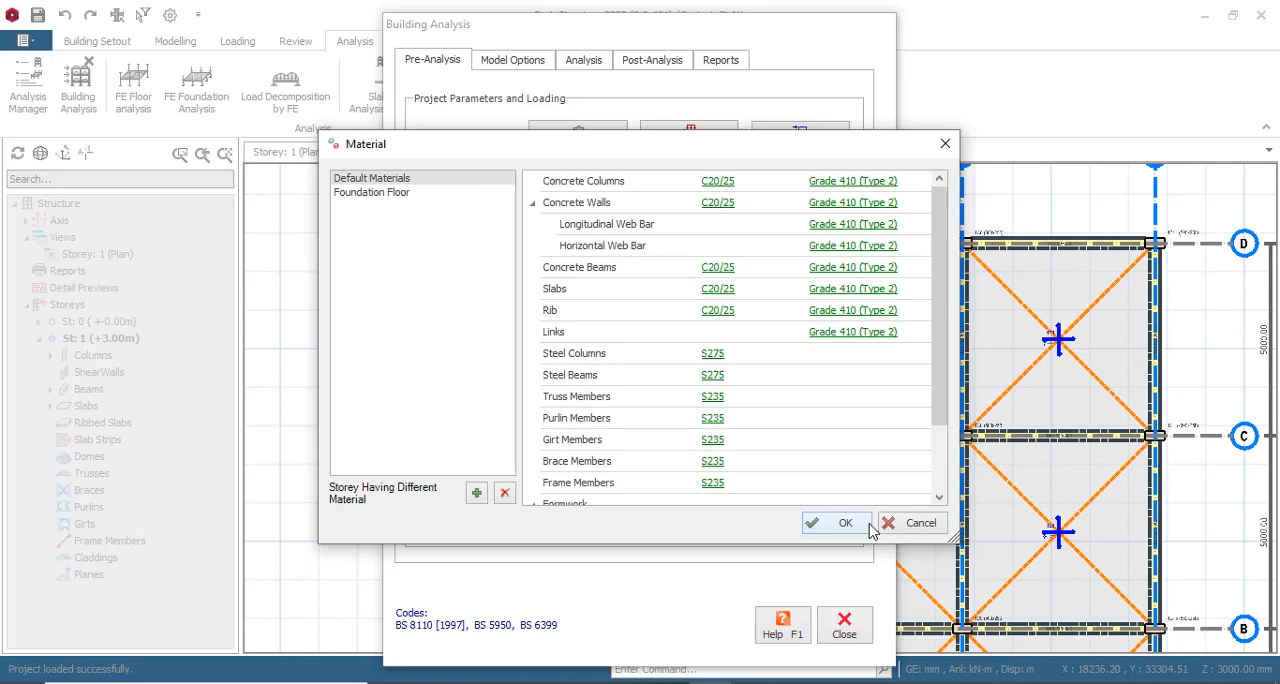 Building Analysis
Building Setout Modelling Loading Review Analysis
Pre-Analysis Model Options Analysis Post-Analysis Reports
Analysis Manager
Building Analysis
FE Floor analysis
FE Foundation Analysis
Load Decomposition by FE
Project Parameters and Loading
Material
Storey: 1
Search...
Structure
Axis
Views
Storey: 1 (Plan)
Reports
Detail Previews
Storeys
St: 0 ( +-0.00m)
St: 1 (+3.00m)
Columns
ShearWalls
Beams
Slabs
Ribbed Slabs
Slab Strips
Domes
Trusses
Braces
Purlins
Girts
Frame Members
Claddings
Planes
Default Materials
Foundation Floor
Storey Having Different
Material
Concrete Columns C20/25 Grade 410 (Type 2)
Concrete Walls C20/25 Grade 410 (Type 2)
Longitudinal Web Bar Grade 410 (Type 2)
Horizontal Web Bar Grade 410 (Type 2)
Concrete Beams C20/25 Grade 410 (Type 2)
Slabs C20/25 Grade 410 (Type 2)
Rib C20/25 Grade 410 (Type 2)
Links Grade 410 (Type 2)
Steel Columns S275
Steel Beams S275
Truss Members S235
Purlin Members S235
Girt Members S235
Brace Members S235
Frame Members S235
Formwork
OK Cancel
Codes:
BS 8110 [1997], BS 5950, BS 6399
Help F1 Close
D
5000.00
C
5000.00
B
Project loaded successfully.
Enter Command...
GE: mm , Anl: kN-m , Disp: m X : 18236.20 , Y : 33304.51 Z : 3000.00 mm